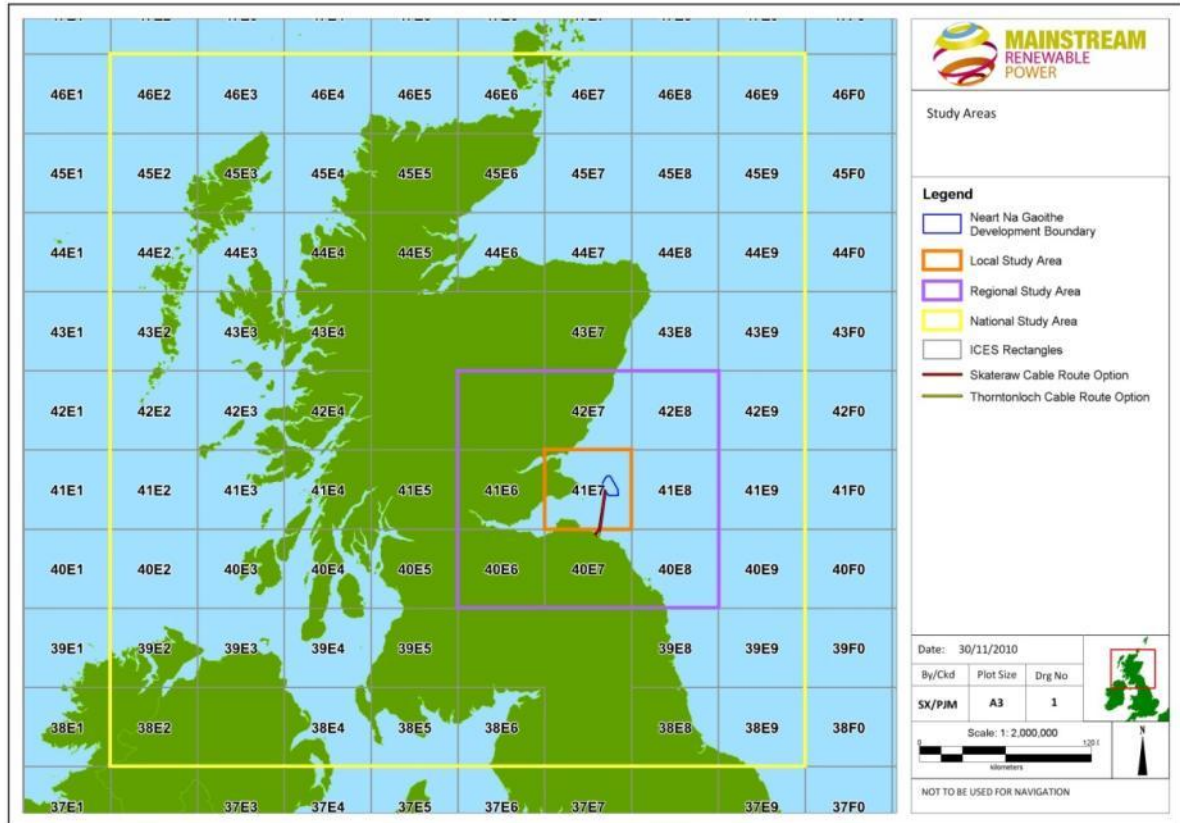 46E1 46E2 46E3 46E4 46E5 46E6 46E7 46E8 46E9 46F0
45E1 45E2 45E3 45E4 45E5 45E6 45E7 45E8 45E9 45F0
44E1 44E2 44E3 44E4 44E5 44E6 44E7 44E8 44E9 44F0
43E1 43E2 43E3 43E4 43E7 43E8 43E9 43F0
42E1 42E2 42E3 42E4 42E7 42E8 42E9 42F0
41E1 41E2 41E3 41E4 41E5 41E6 41E7 41E8 41E9 41F0
40E1 40E2 40E3 40E4 40E5 40E6 40E7 40E8 40E9 40F0
39E1 39E2 39E3 39E4 39E5 39E8 39E9 39F0
38E1 38E2 38E4 38E5 38E6 38E8 38E9 38F0
37E3 37E4 37E5 37E6 37E7 37E9 37F0
MAINSTREAM
RENEWABLE
POWER
Study Areas
Legend
Neart Na Gaoithe
Development Boundary
Local Study Area
Regional Study Area
National Study Area
ICES Rectangles
Skateraw Cable Route Option
Thorntonloch Cable Route Option
Date: 30/11/2010
By/Ckd Plot Size Drg No
SX/PJM A3 1
Scale: 1: 2,000,000
N
0 120
kilometers
NOT TO BE USED FOR NAVIGATION